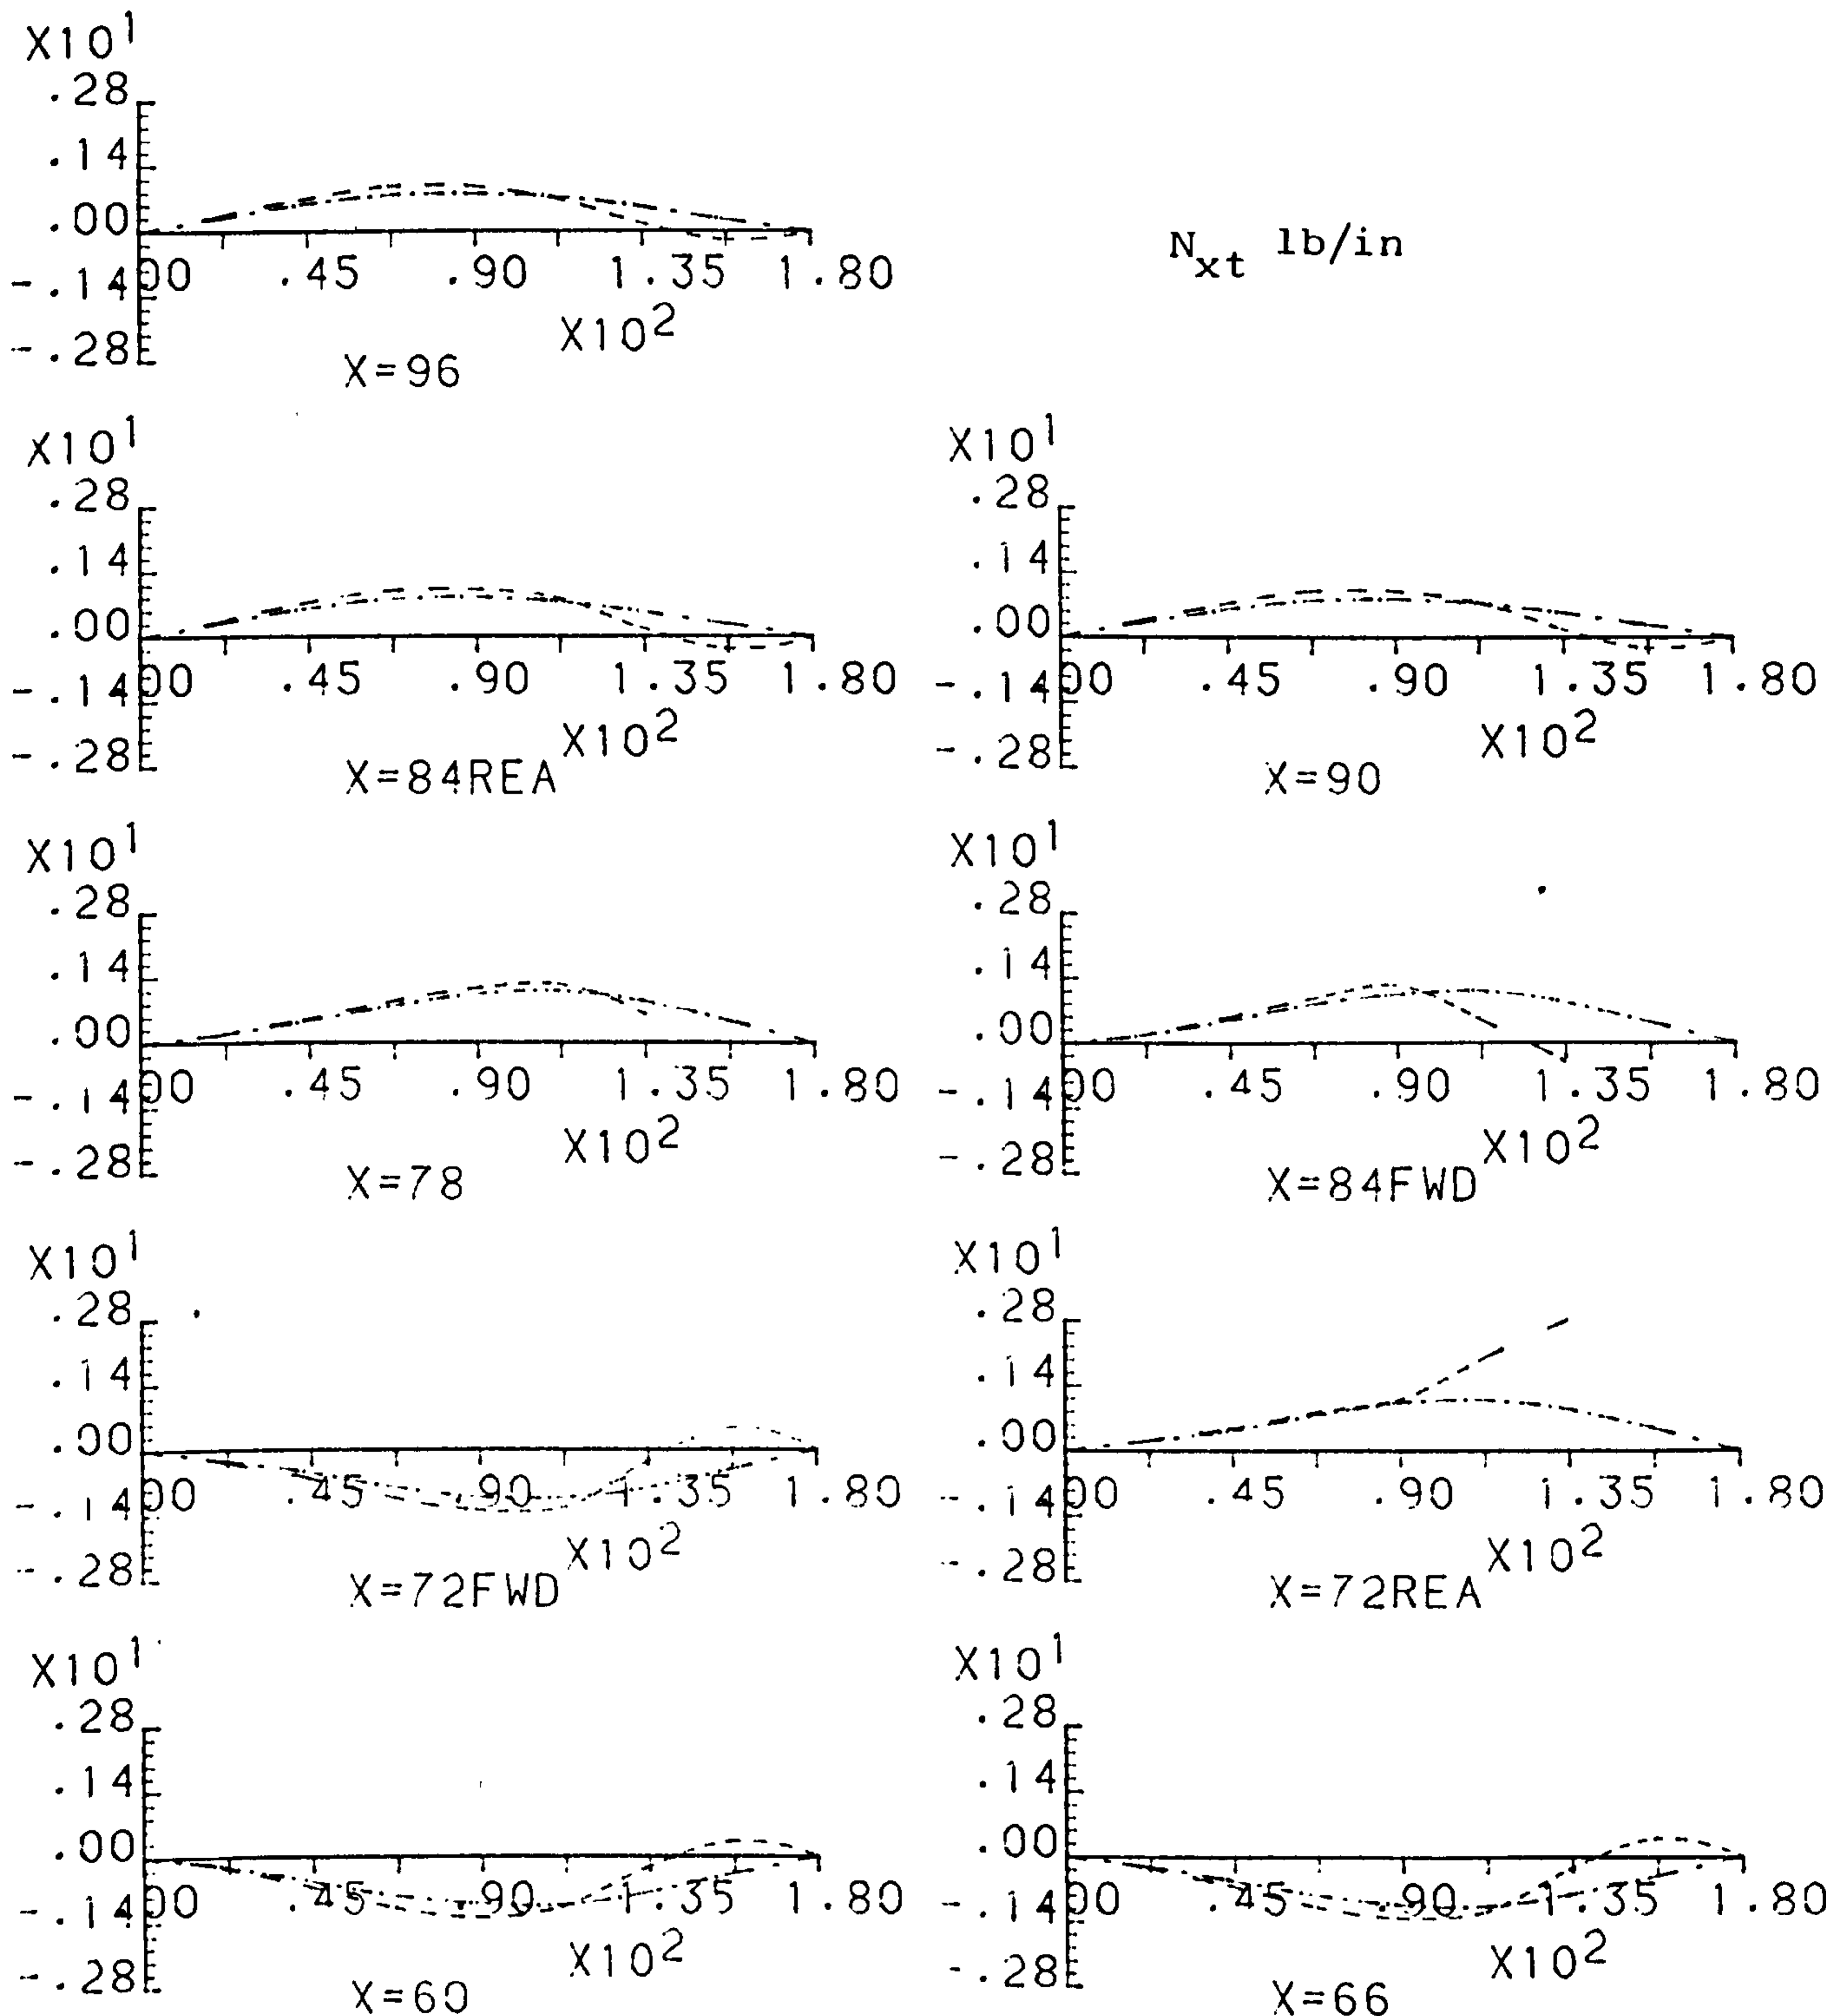 X10¹
.28
.14
.00
-.14
-.28
.00 .45 .90 1.35 1.80
X10²
X=96
N_xt lb/in
X10¹
.28
.14
.00
-.14
-.28
.00 .45 .90 1.35 1.80
X10²
X=84REA
X10¹
.28
.14
.00
-.14
-.28
.00 .45 .90 1.35 1.80
X10²
X=90
X10¹
.28
.14
.00
-.14
-.28
.00 .45 .90 1.35 1.80
X10²
X=78
X10¹
.28
.14
.00
-.14
-.28
.00 .45 .90 1.35 1.80
X10²
X=84FWD
X10¹
.28
.14
.00
-.14
-.28
.00 .45 .90 1.35 1.80
X10²
X=72FWD
X10¹
.28
.14
.00
-.14
-.28
.00 .45 .90 1.35 1.80
X10²
X=72REA
X10¹
.28
.14
.00
-.14
-.28
.00 .45 .90 1.35 1.80
X10²
X=60
X10¹
.28
.14
.00
-.14
-.28
.00 .45 .90 1.35 1.80
X10²
X=66